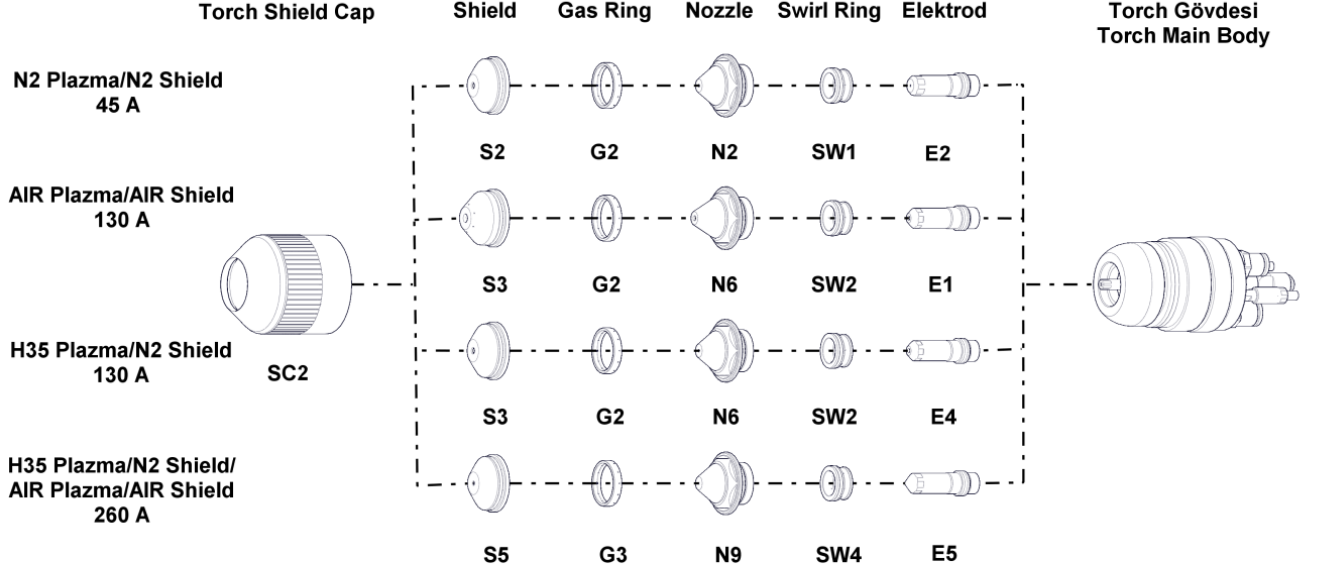 Torch Shield Cap Shield Gas Ring Nozzle Swirl Ring Elektrod Torch Gövdesi
Torch Main Body
N2 Plazma/N2 Shield
45 A
S2 G2 N2 SW1 E2
AIR Plazma/AIR Shield
130 A
S3 G2 N6 SW2 E1
H35 Plazma/N2 Shield
130 A
SC2
S3 G2 N6 SW2 E4
H35 Plazma/N2 Shield/
AIR Plazma/AIR Shield
260 A
S5 G3 N9 SW4 E5